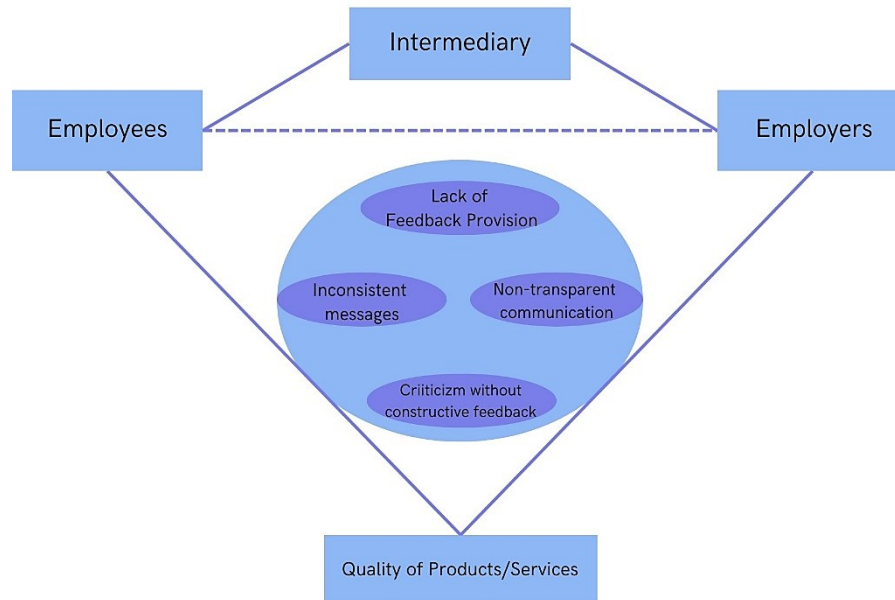 Intermediary
Employees
Employers
Lack of
Feedback Provision
Inconsistent
messages
Non-transparent
communication
Criiticizm without
constructive feedback
Quality of Products/Services